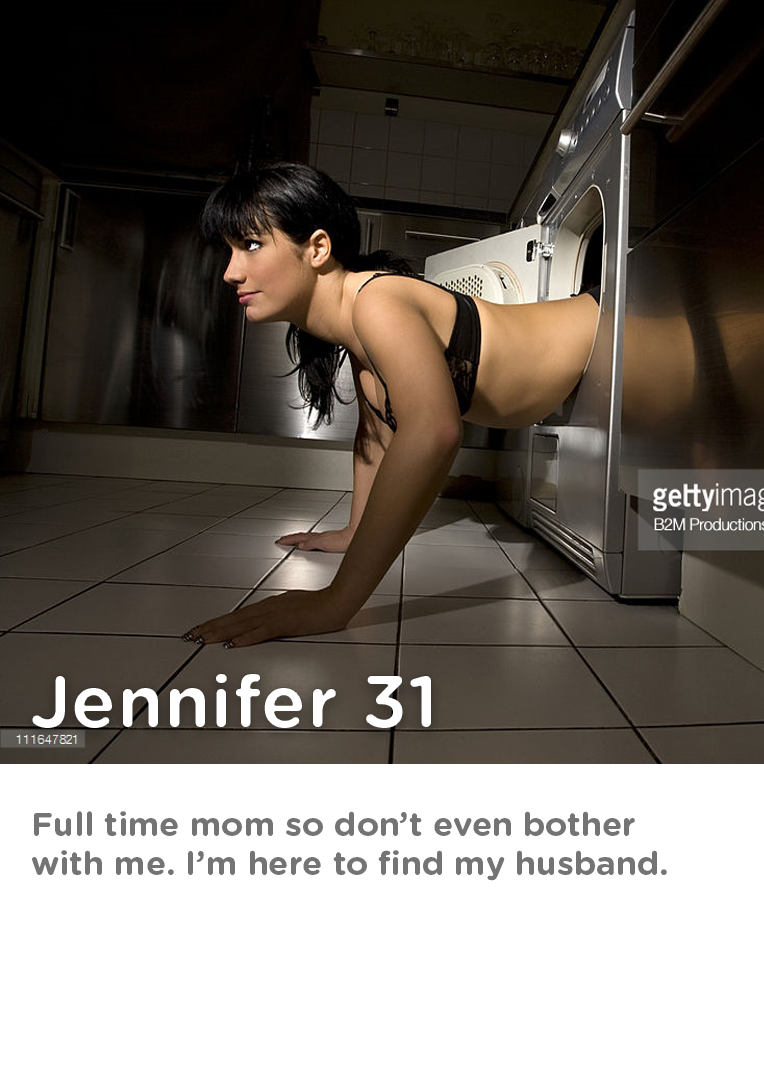 gettyimag
B2M Productions
Jennifer 31
111647821
Full time mom so don’t even bother
with me. I’m here to find my husband.